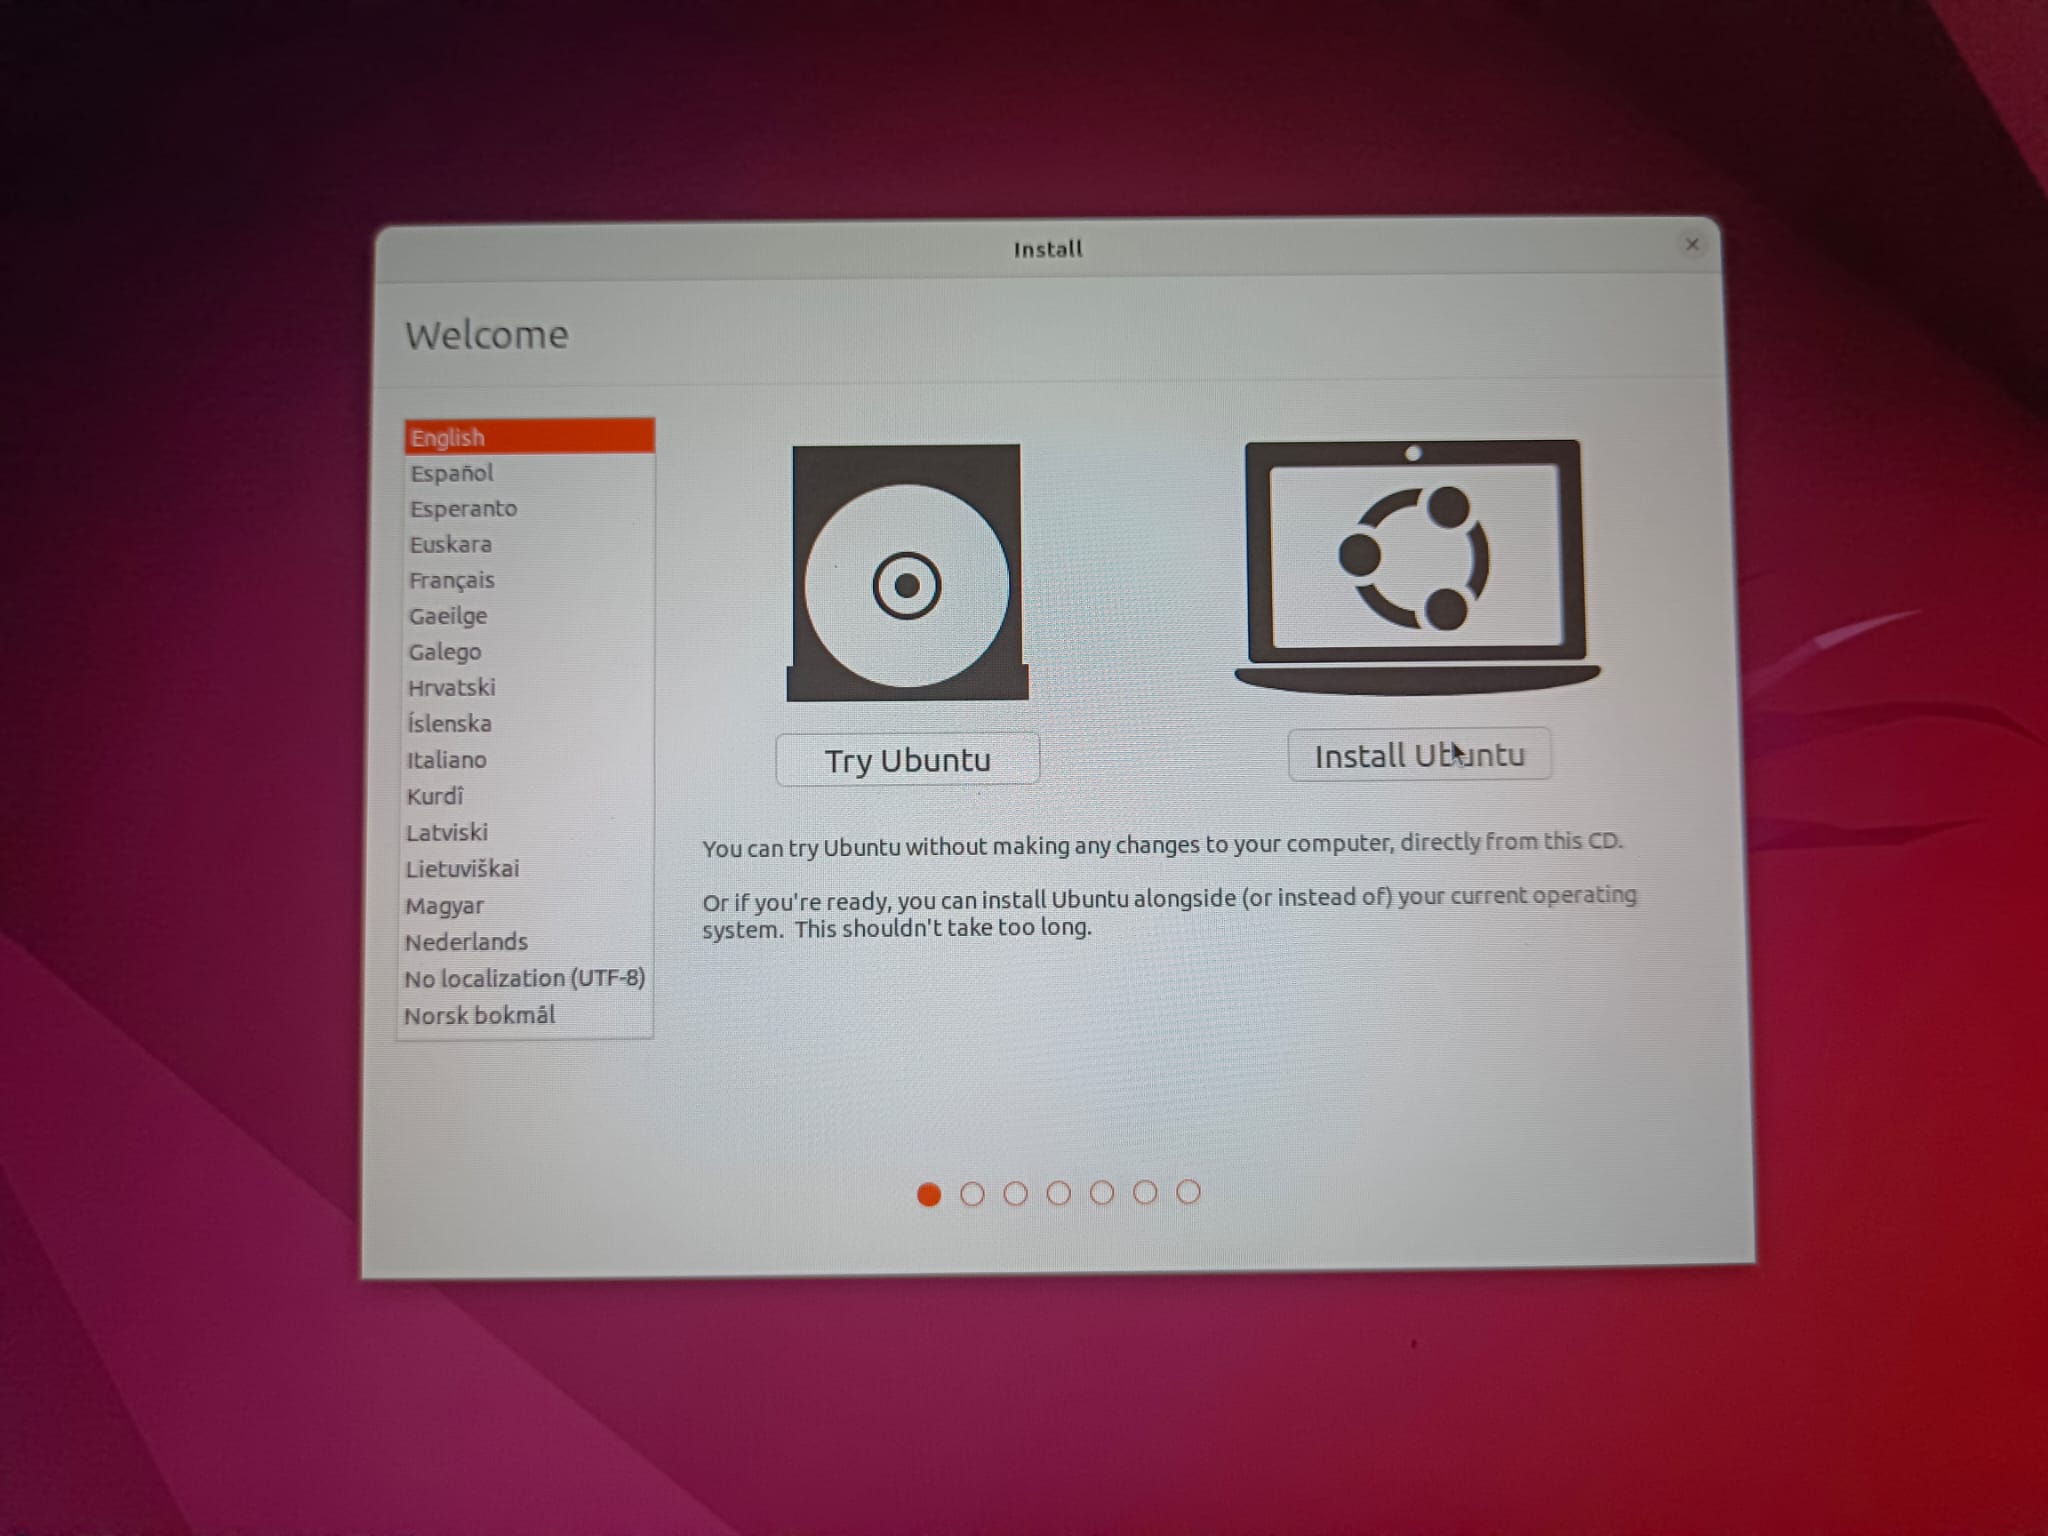 Install
Welcome
English
Español
Esperanto
Euskara
Français
Gaeilge
Galego
Hrvatski
Íslenska
Italiano
Kurdî
Latviski
Lietuviškai
Magyar
Nederlands
No localization (UTF-8)
Norsk bokmål
Try Ubuntu
Install Ubuntu
You can try Ubuntu without making any changes to your computer, directly from this CD.
Or if you're ready, you can install Ubuntu alongside (or instead of) your current operating
system. This shouldn't take too long.